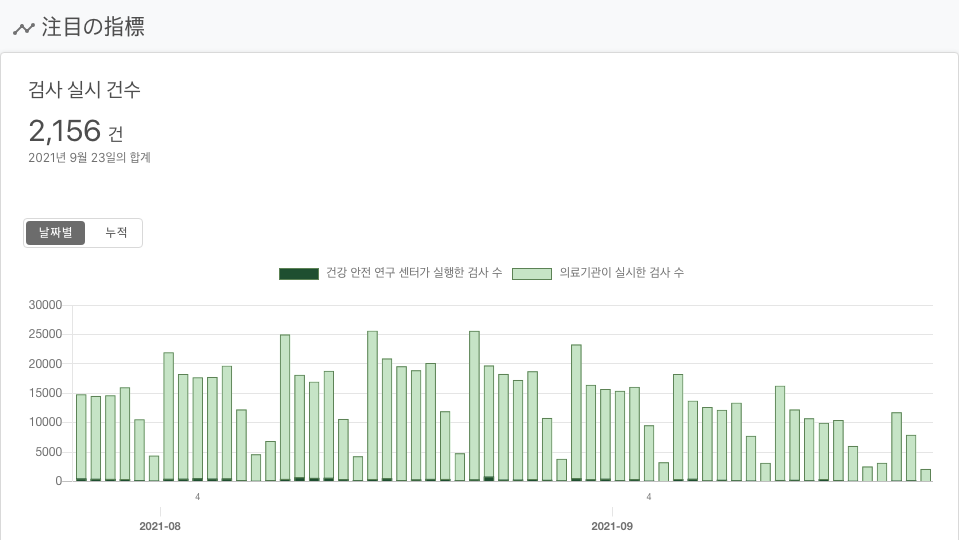 注目の指標
검사 실시 건수
2,156 건
2021년 9월 23일의 합계
날짜별 누적
건강 안전 연구 센터가 실행한 검사 수 의료기관이 실시한 검사 수
30000
25000
20000
15000
10000
5000
0
4 4
2021-08 2021-09